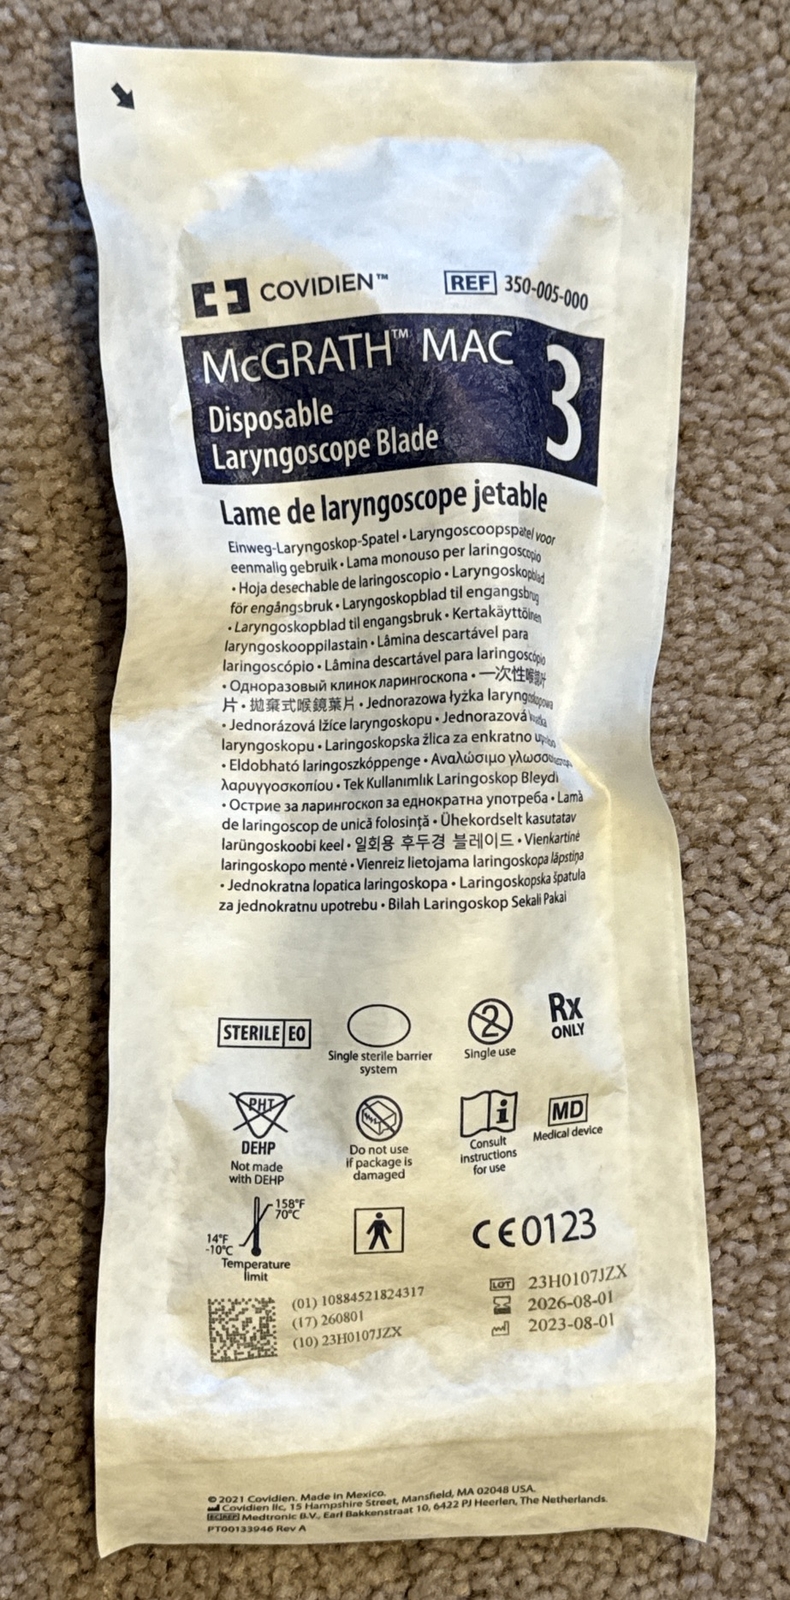 COVIDIEN™ REF 350-005-000
McGRATH™ MAC 3
Disposable
Laryngoscope Blade
Lame de laryngoscope jetable
Einweg-Laryngoskop-Spatel • Laryngoscoopspatel voor
eenmalig gebruik • Lama monouso per laringoscopio
• Hoja desechable de laringoscopio • Laryngoskopblad
för engångsbruk • Laryngoskopblad til engangsbrug
• Laryngoskopblad til engangsbruk • Kertakäyttöinen
laryngoskooppilastain • Lâmina descartável para
laringoscópio • Lâmina descartável para laringoscópio
• Одноразовый клинок ларингоскопа • 一次性喉镜
片 • 拋棄式喉鏡葉片 • Jednorazowa łyżka laryngoskopowa
• Jednorázová lžíce laryngoskopu • Jednorazová
laryngoskopu • Laringoskopska žlica za enkratno
• Eldobható laringoszkóppenge • Αναλώσιμο
λαρυγγοσκοπίου • Tek Kullanımlık Laringoskop Bleydi
• Острие за ларингоскоп за еднократна употреба • Lamă
de laringoscop de unică folosință • Ühekordselt kasutatav
larüngoskoobi keel • 일회용 후두경 블레이드 • Vienkartinė
laringoskopo mentė • Vienreiz lietojama laringoskopa lāpstiņa
• Jednokratna lopatica laringoskopa • Laringoskopska špatula
za jednokratnu upotrebu • Bilah Laringoskop Sekali Pakai
STERILE EO
Single sterile barrier
system
2
Single use
Rx
ONLY
PHT
DEHP
Not made
with DEHP
Do not use
if package is
damaged
i
Consult
instructions
for use
MD
Medical device
158°F
70°C
14°F
-10°C
Temperature
limit
CE0123
(01) 10884521824317
(17) 260801
(10) 23H0107JZX
LOT 23H0107JZX
2026-08-01
2023-08-01
© 2021 Covidien. Made in Mexico.
Covidien llc, 15 Hampshire Street, Mansfield, MA 02048 USA.
EC REP Medtronic B.V., Earl Bakkenstraat 10, 6422 PJ Heerlen, The Netherlands.
PT00133946 Rev A